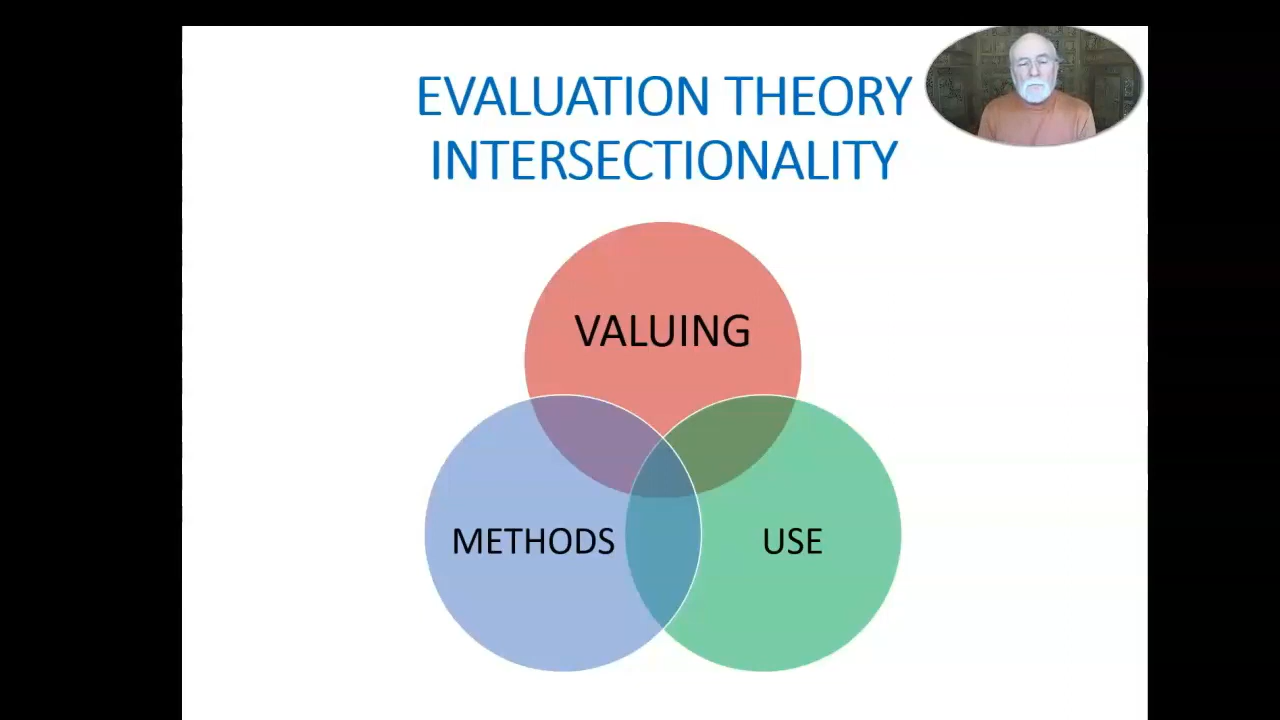 EVALUATION THEORY
INTERSECTIONALITY
VALUING
METHODS
USE